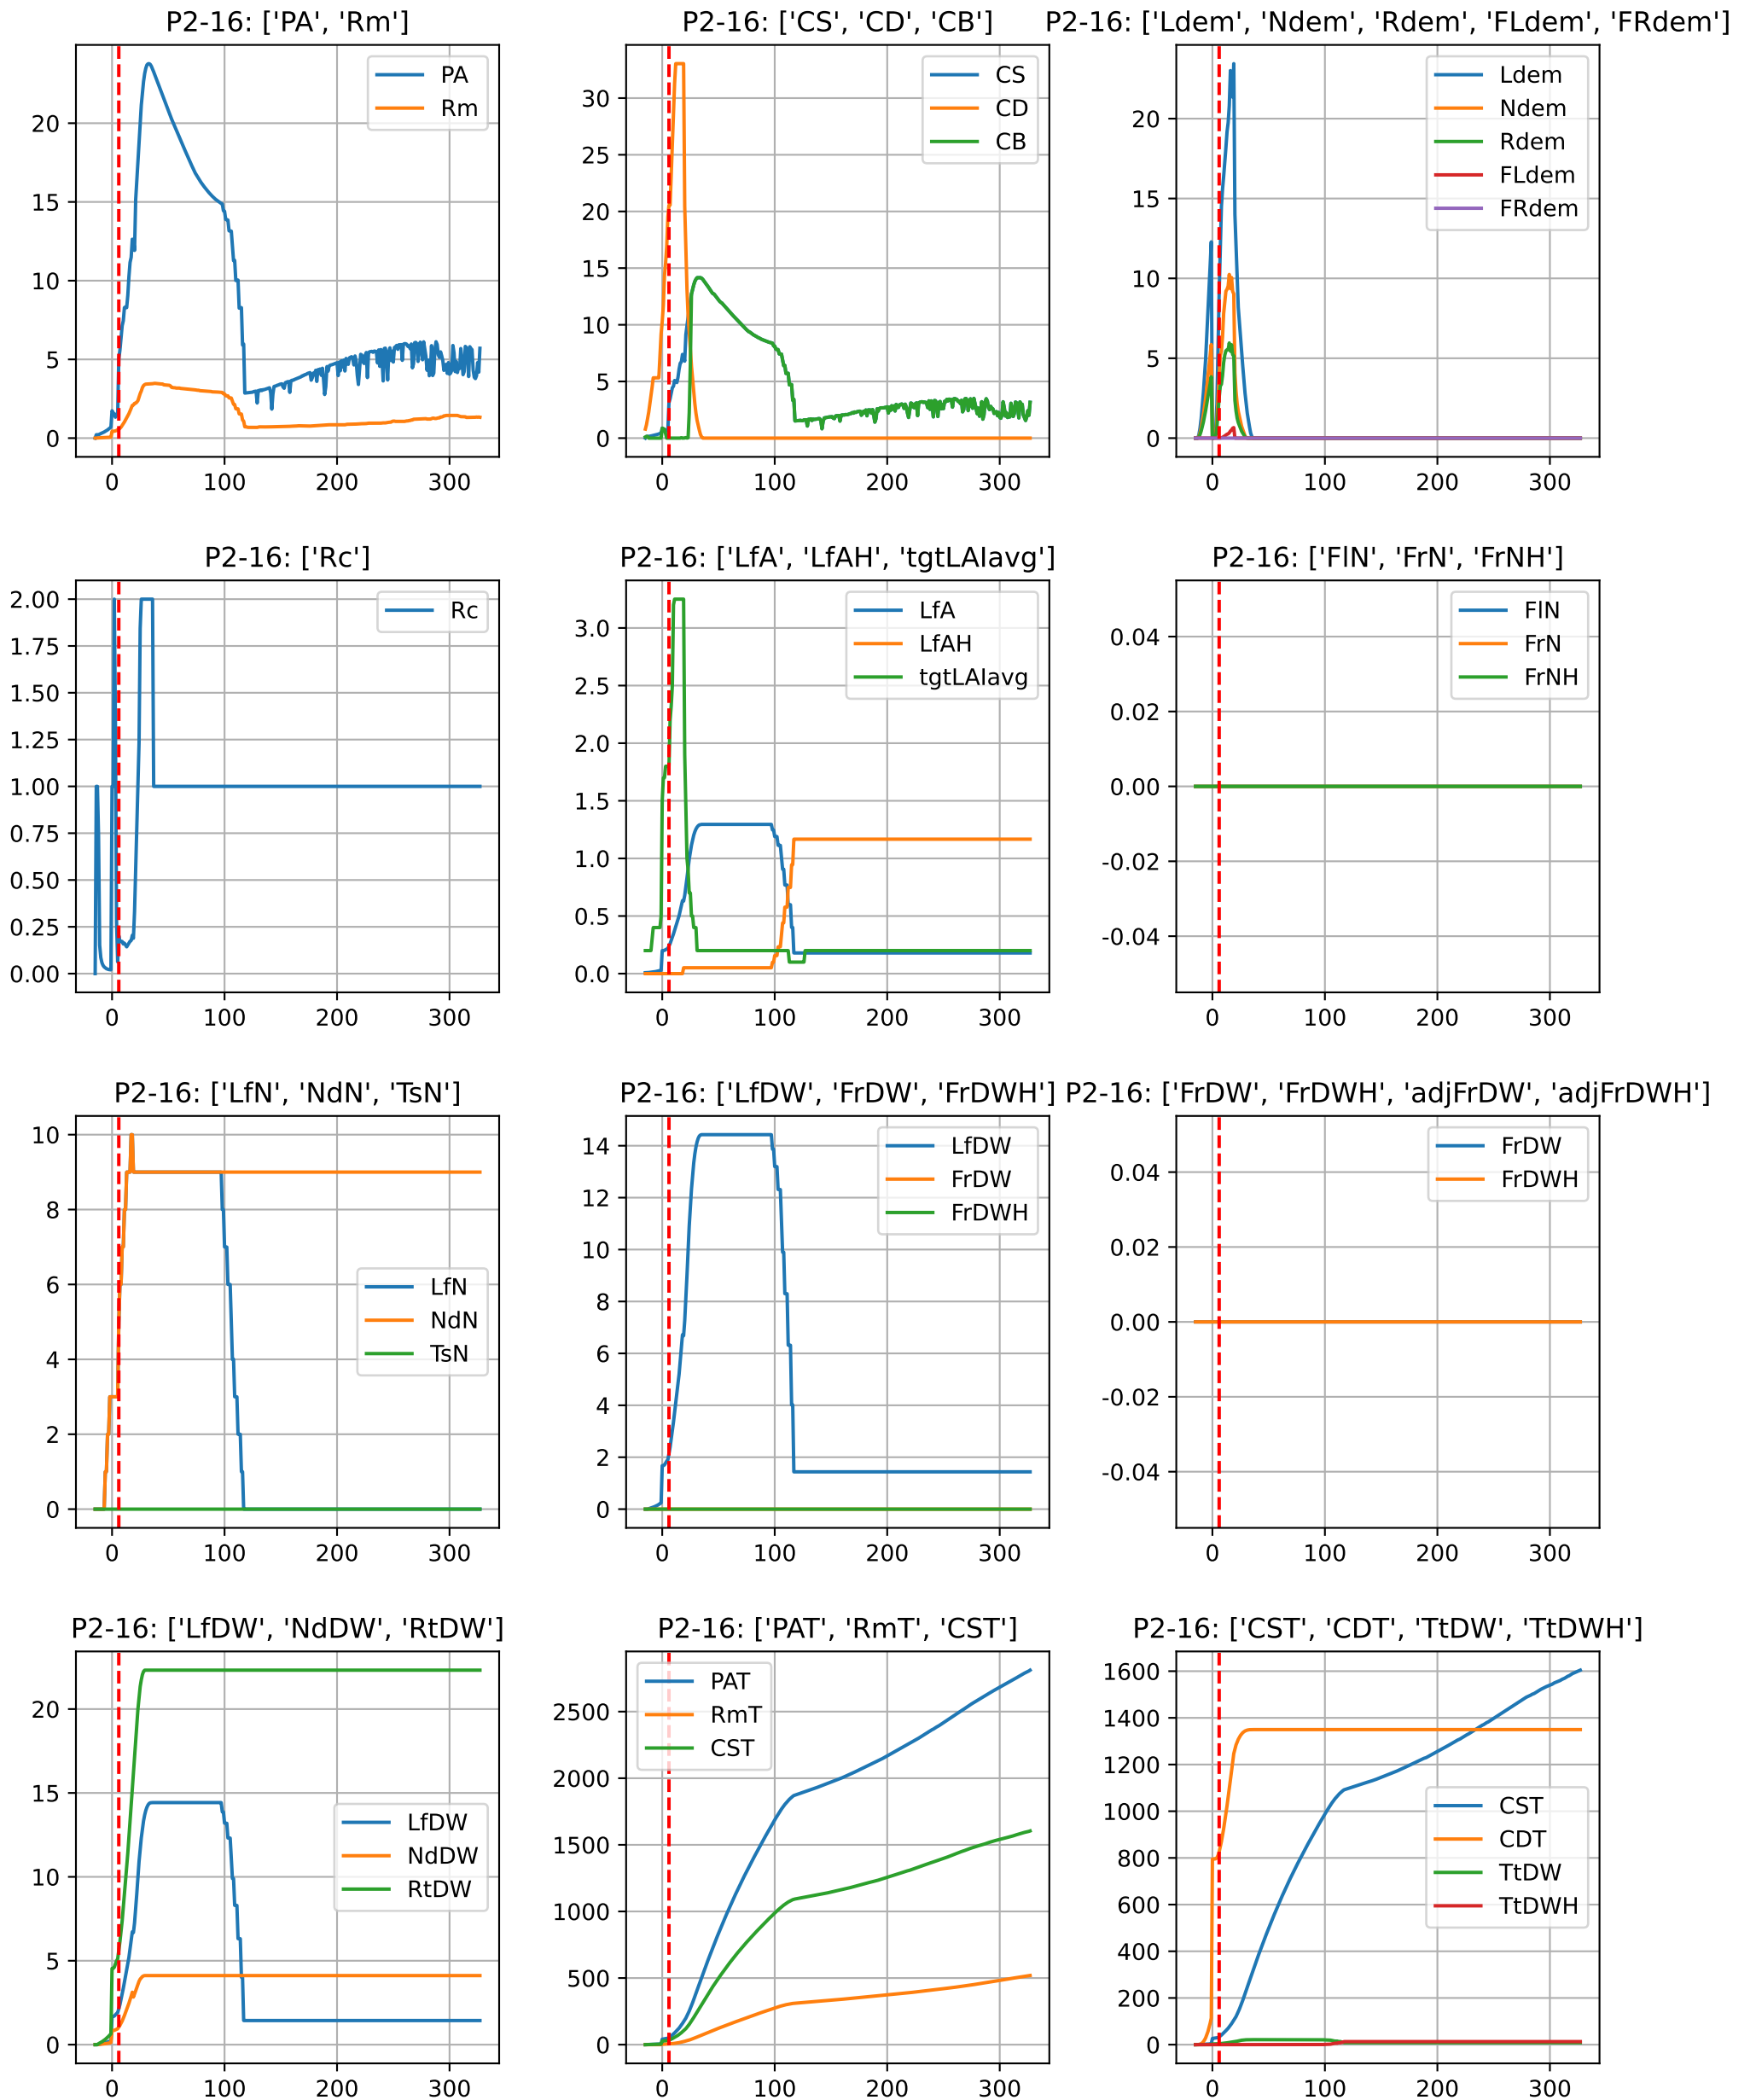 P2-16: ['PA', 'Rm']
PA
Rm
20
15
10
5
0
0 100 200 300
P2-16: ['CS', 'CD', 'CB']
CS
CD
CB
30
25
20
15
10
5
0
0 100 200 300
P2-16: ['Ldem', 'Ndem', 'Rdem', 'FLdem', 'FRdem']
Ldem
Ndem
Rdem
FLdem
FRdem
20
15
10
5
0
0 100 200 300
P2-16: ['Rc']
Rc
2.00
1.75
1.50
1.25
1.00
0.75
0.50
0.25
0.00
0 100 200 300
P2-16: ['LfA', 'LfAH', 'tgtLAIavg']
LfA
LfAH
tgtLAIavg
3.0
2.5
2.0
1.5
1.0
0.5
0.0
0 100 200 300
P2-16: ['FlN', 'FrN', 'FrNH']
FlN
FrN
FrNH
0.04
0.02
0.00
-0.02
-0.04
0 100 200 300
P2-16: ['LfN', 'NdN', 'TsN']
LfN
NdN
TsN
10
8
6
4
2
0
0 100 200 300
P2-16: ['LfDW', 'FrDW', 'FrDWH']
LfDW
FrDW
FrDWH
14
12
10
8
6
4
2
0
0 100 200 300
P2-16: ['FrDW', 'FrDWH', 'adjFrDW', 'adjFrDWH']
FrDW
FrDWH
0.04
0.02
0.00
-0.02
-0.04
0 100 200 300
P2-16: ['LfDW', 'NdDW', 'RtDW']
LfDW
NdDW
RtDW
20
15
10
5
0
0 100 200 300
P2-16: ['PAT', 'RmT', 'CST']
PAT
RmT
CST
2500
2000
1500
1000
500
0
0 100 200 300
P2-16: ['CST', 'CDT', 'TtDW', 'TtDWH']
CST
CDT
TtDW
TtDWH
1600
1400
1200
1000
800
600
400
200
0
0 100 200 300